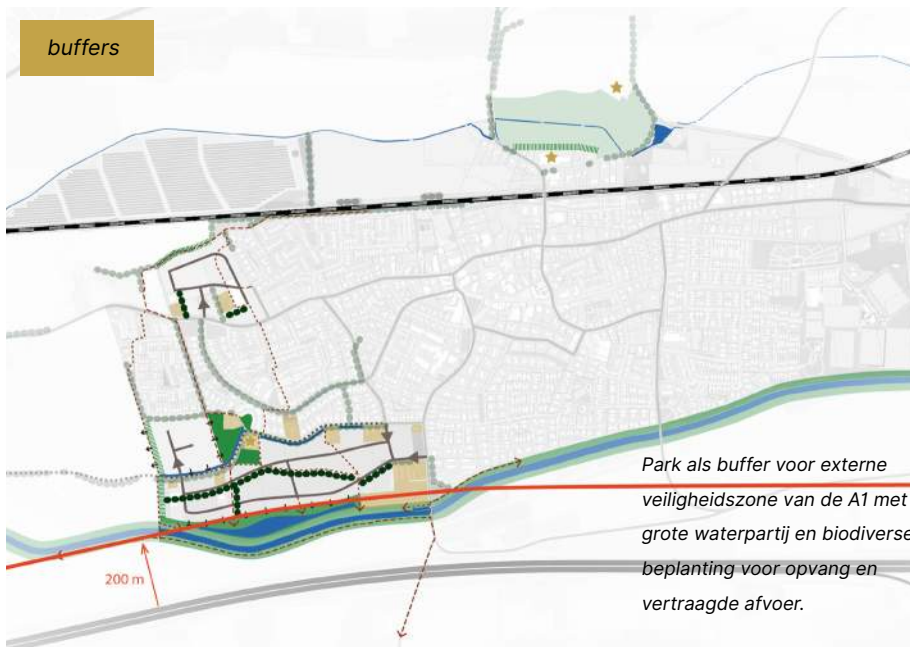 buffers
Park als buffer voor externe
veiligheidszone van de A1 met
grote waterpartij en biodiverse
beplanting voor opvang en
vertraagde afvoer.
200 m